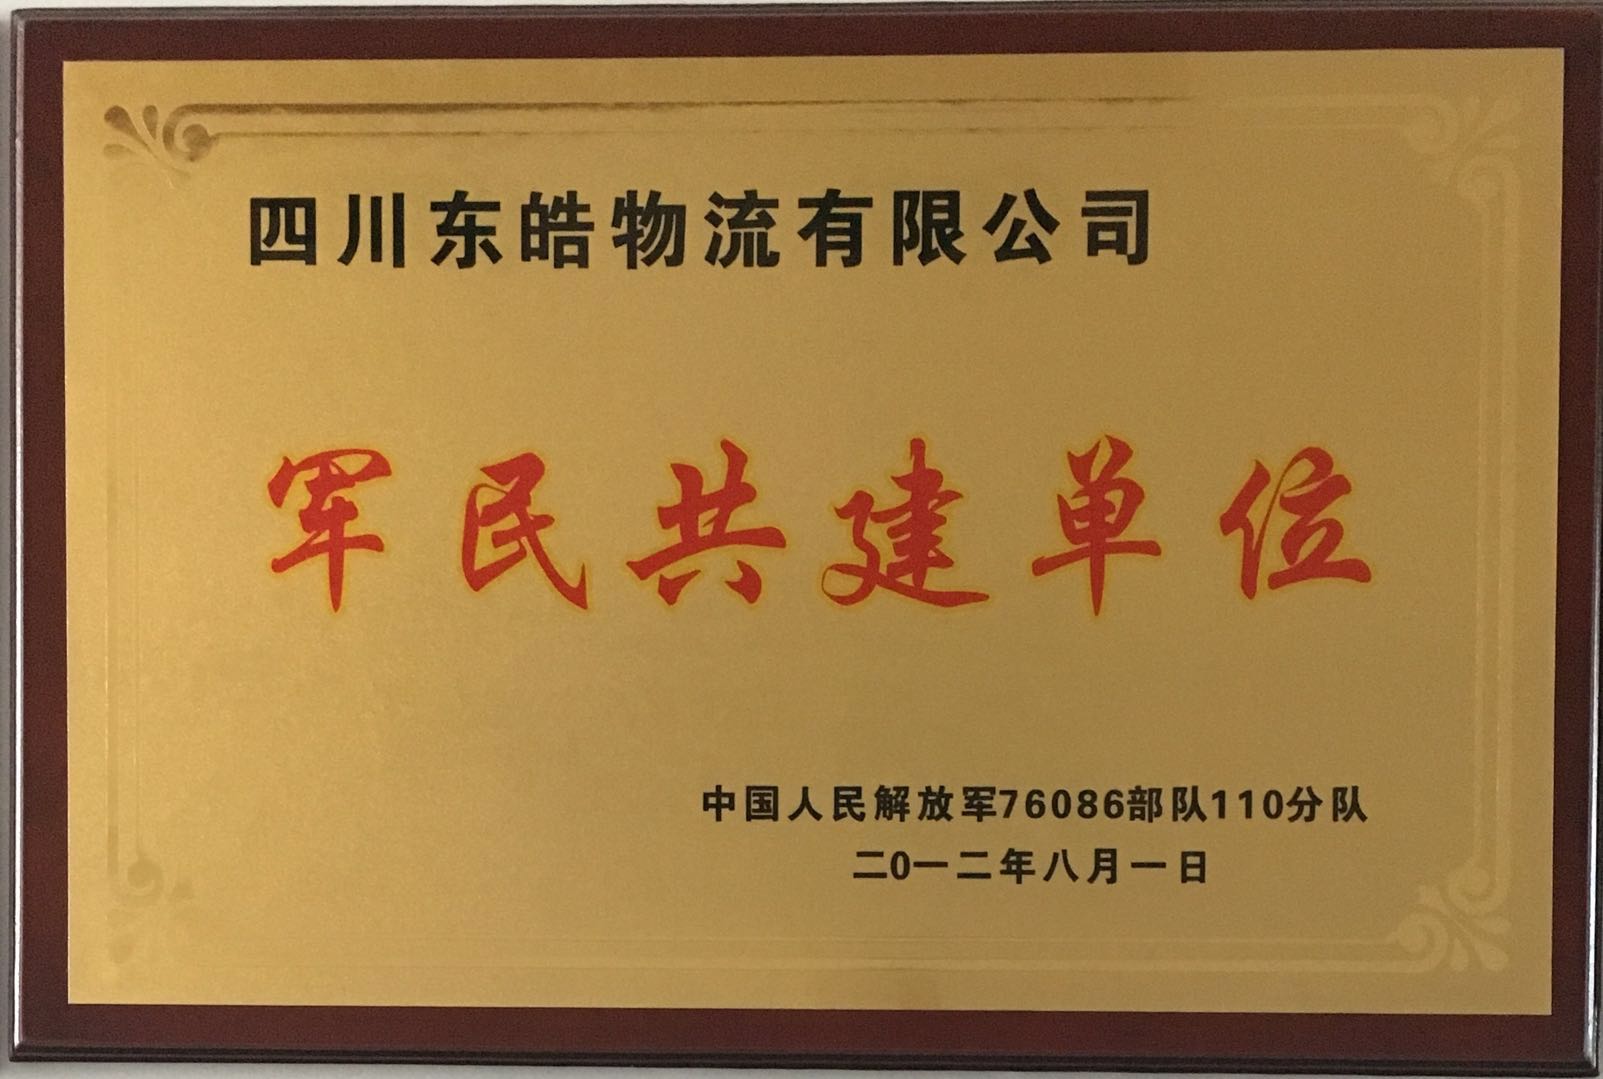 四川东皓物流有限公司
军民共建单位
中国人民解放军76086部队110分队
二0一二年八月一日